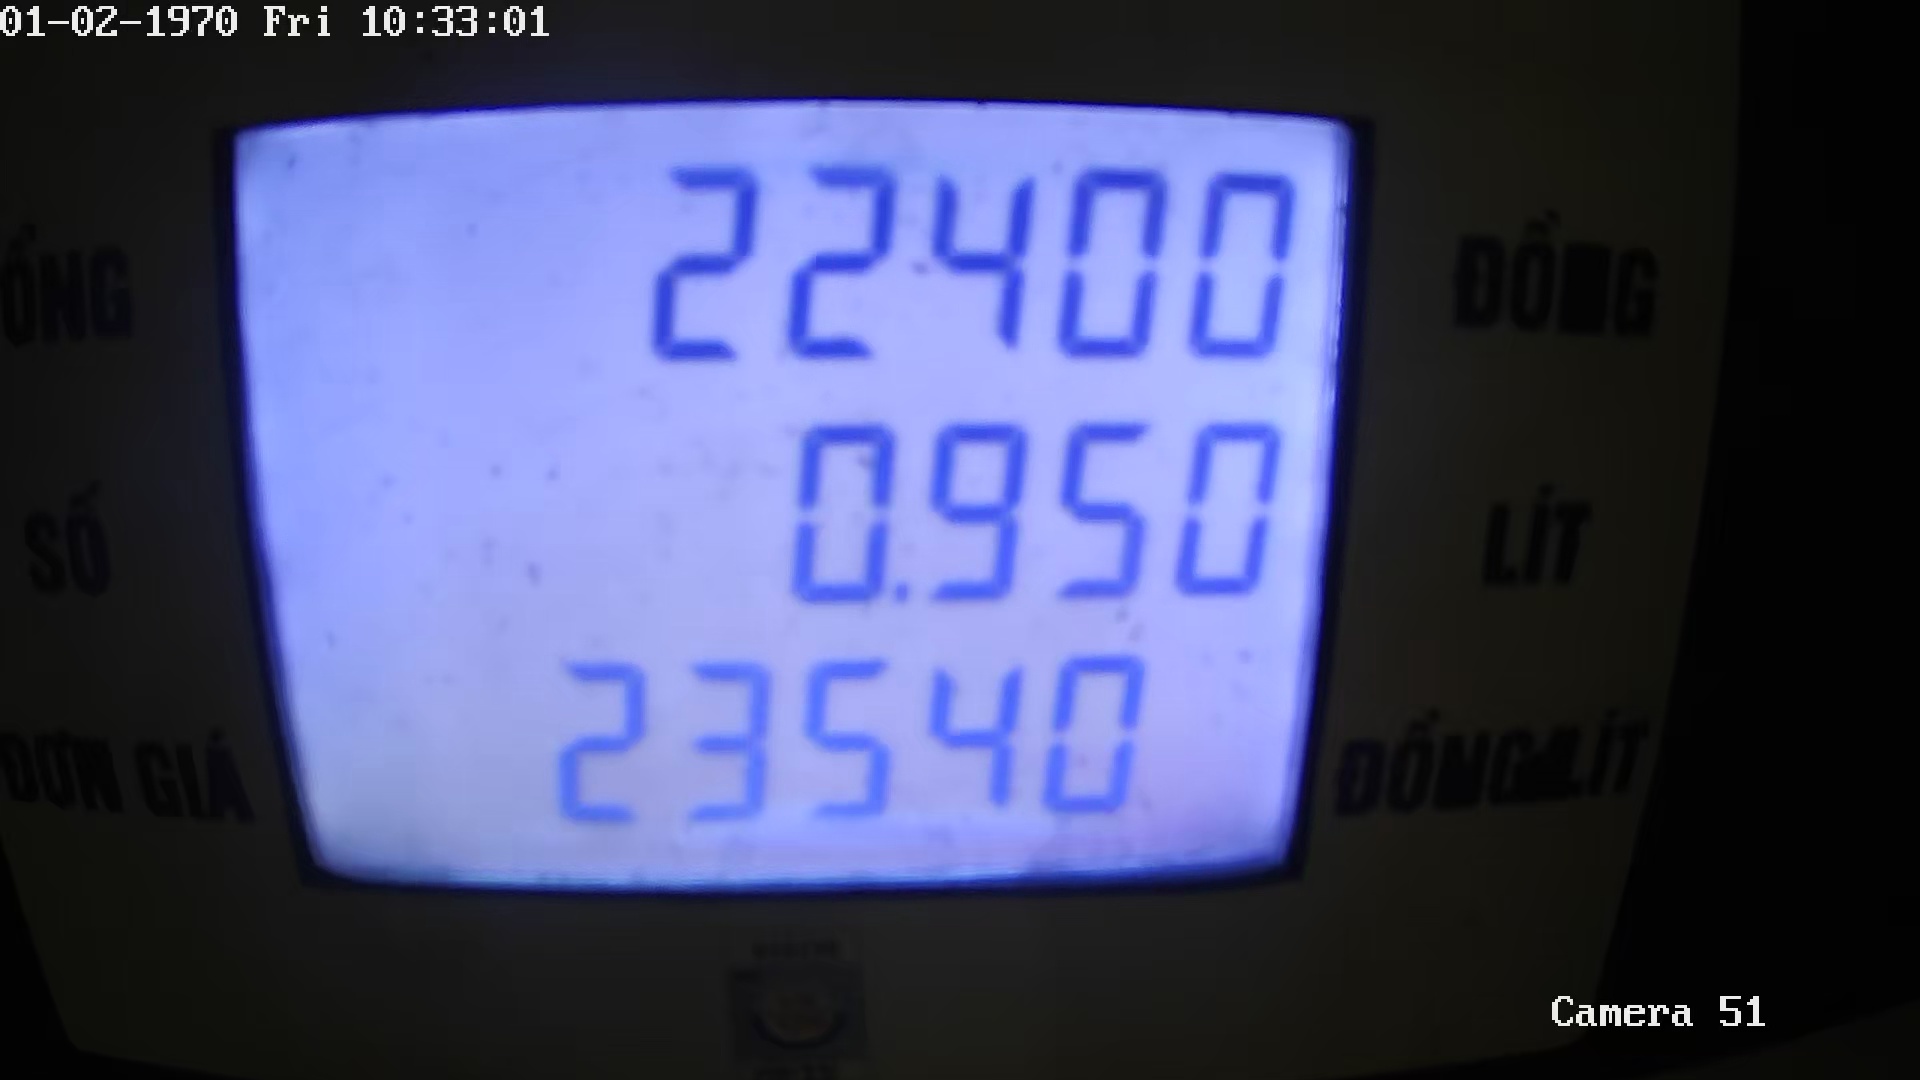 01-02-1970 Fri 10:33:01
22400
ỐNG ĐỒNG
0.950
SỐ LÍT
23540
ĐƠN GIÁ ĐỒNG/LÍT
Camera 51